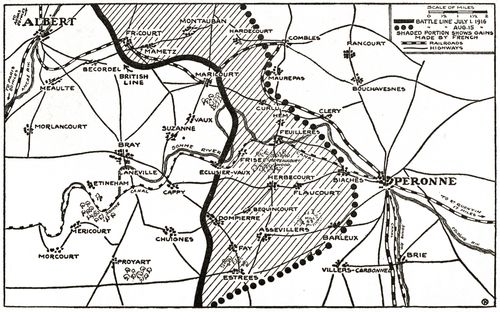 SCALE OF MILES
BATTLE LINE JULY 1, 1916
" " AUG. 15 "
SHADED PORTION SHOWS GAINS
MADE BY FRENCH
RAILROADS
HIGHWAYS
ALBERT
MONTAUBAN
FRICOURT
HARDECOURT
COMBLES
MAMETZ
RANCOURT
BECORDEL
BRITISH
LINE
MARICOURT
MAUREPAS
MEAULTE
BOUCHAVESNES
CURLU
VAUX
HEM
CLERY
MORLANCOURT
SUZANNE
FEUILLERES
BRAY
SOMME RIVER
FRISE
LANEVILLE
ECLUSIER-VAUX
BIACHES
PERONNE
ETINEHAM
CANAL
CAPPY
HERBECOURT
FLAUCOURT
BEQUINCOURT
DOMPIERRE
MERICOURT
CHUIGNES
ASSEVILLERS
BARLEUX
MORCOURT
FAY
BRIE
PROYART
ESTREES
VILLERS-CARBONNEL